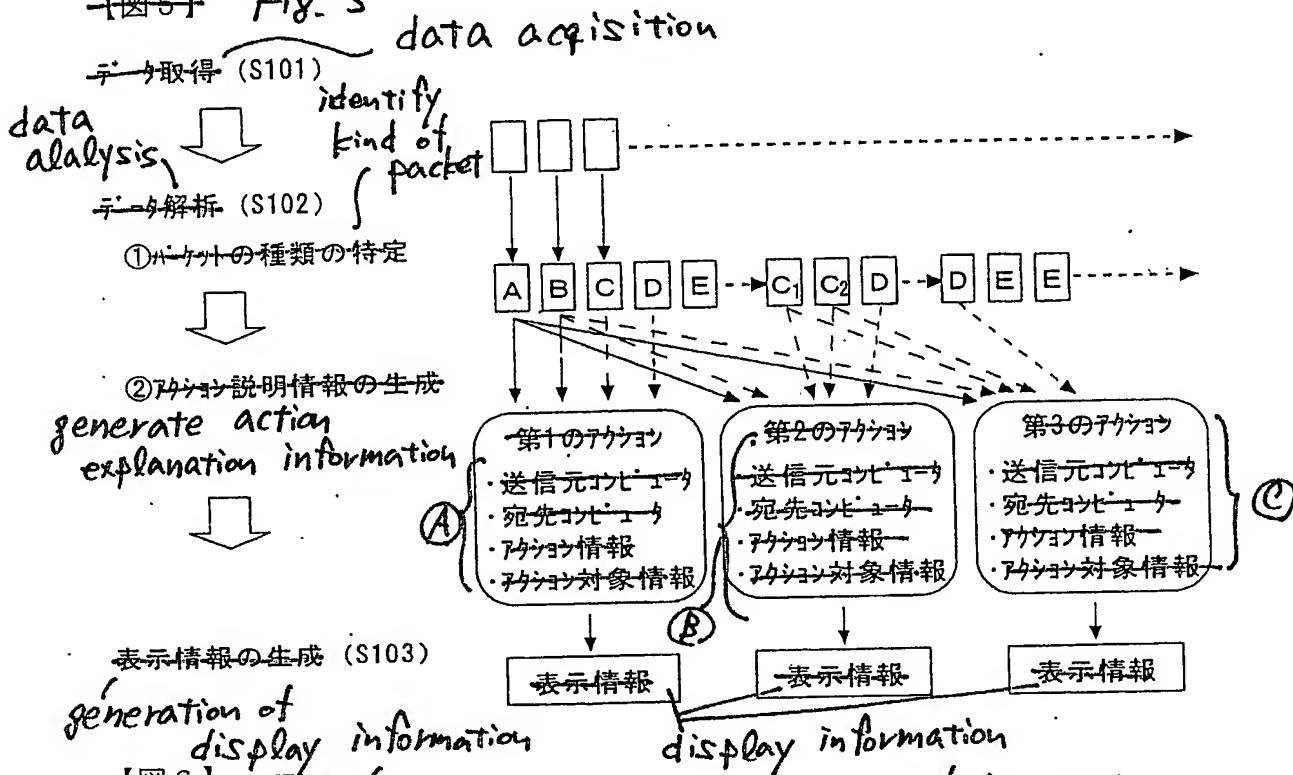 【図5】 Fig. 5
data acqisition
データ取得 (S101)
data
alalysis
identify
kind of
packet
データ解析 (S102)
①パーケットの種類の特定
A B C D E C1 C2 D D E E
②アクション説明情報の生成
generate action
explanation information
第1のアクション
・送信元コンピュータ
・宛先コンピュータ
・アクション情報
・アクション対象情報
A
第2のアクション
・送信元コンピュータ
・宛先コンピューター
・アクション情報
・アクション対象情報
B
第3のアクション
・送信元コンピュータ
・宛先コンピューター
・アクション情報
・アクション対象情報
C
表示情報の生成 (S103)
表示情報 表示情報 表示情報
generation of
display information
display information
【図6】